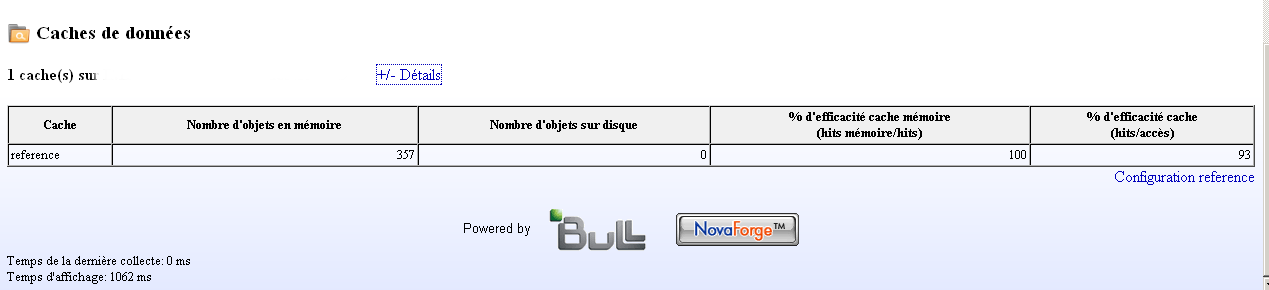 Caches de données
1 cache(s) sur
+/- Détails
Cache Nombre d'objets en mémoire Nombre d'objets sur disque % d'efficacité cache mémoire (hits mémoire/hits) % d'efficacité cache (hits/accès)
reference 357 0 100 93
Configuration reference
Powered by Bull NovaForge™
Temps de la dernière collecte: 0 ms
Temps d'affichage: 1062 ms